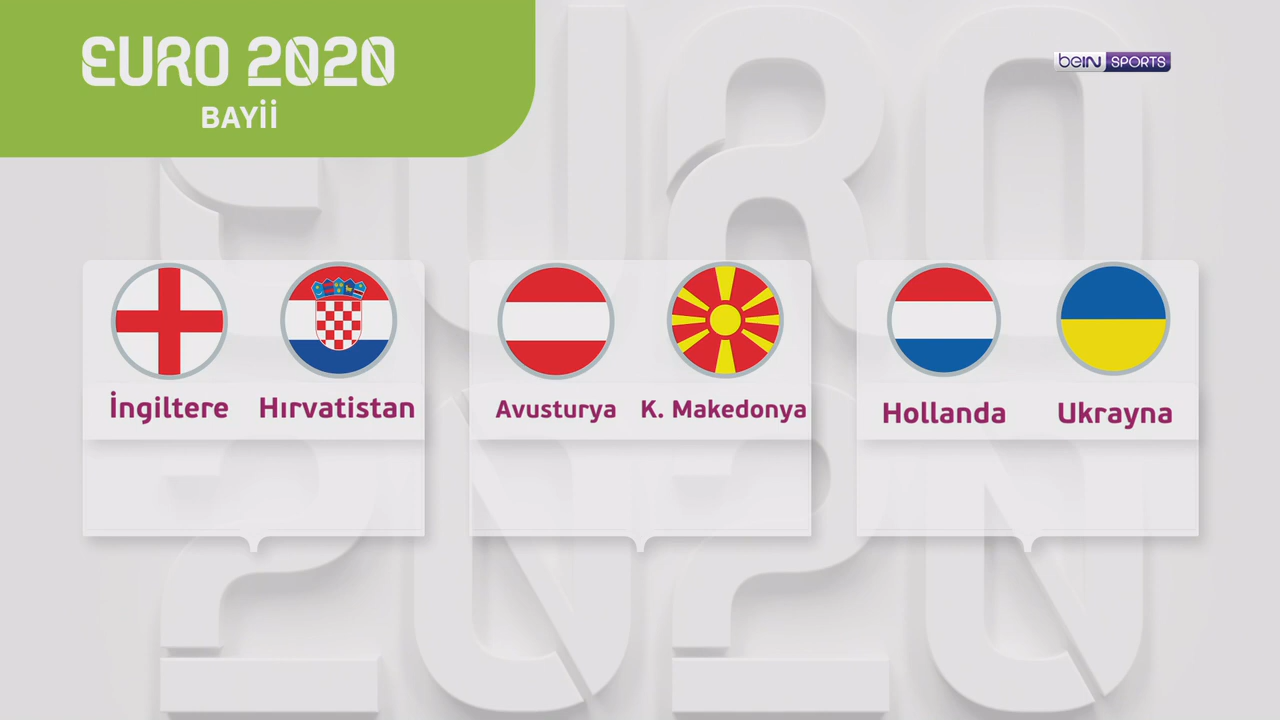 EURO 2020
BAYİİ
beIN SPORTS
İngiltere Hırvatistan
Avusturya K. Makedonya
Hollanda Ukrayna